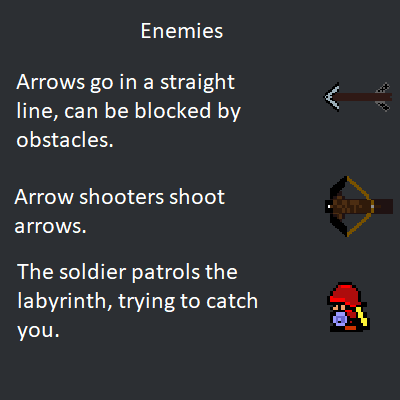 Enemies
Arrows go in a straight
line, can be blocked by
obstacles.
Arrow shooters shoot
arrows.
The soldier patrols the
labyrinth, trying to catch
you.